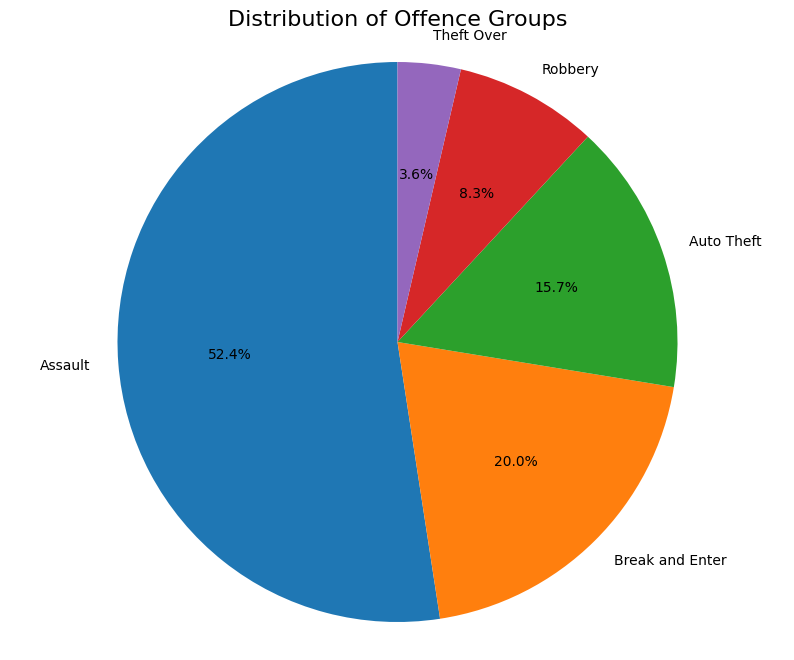 Distribution of Offence Groups
Theft Over
Robbery
3.6%
8.3%
Auto Theft
15.7%
52.4%
Assault
20.0%
Break and Enter